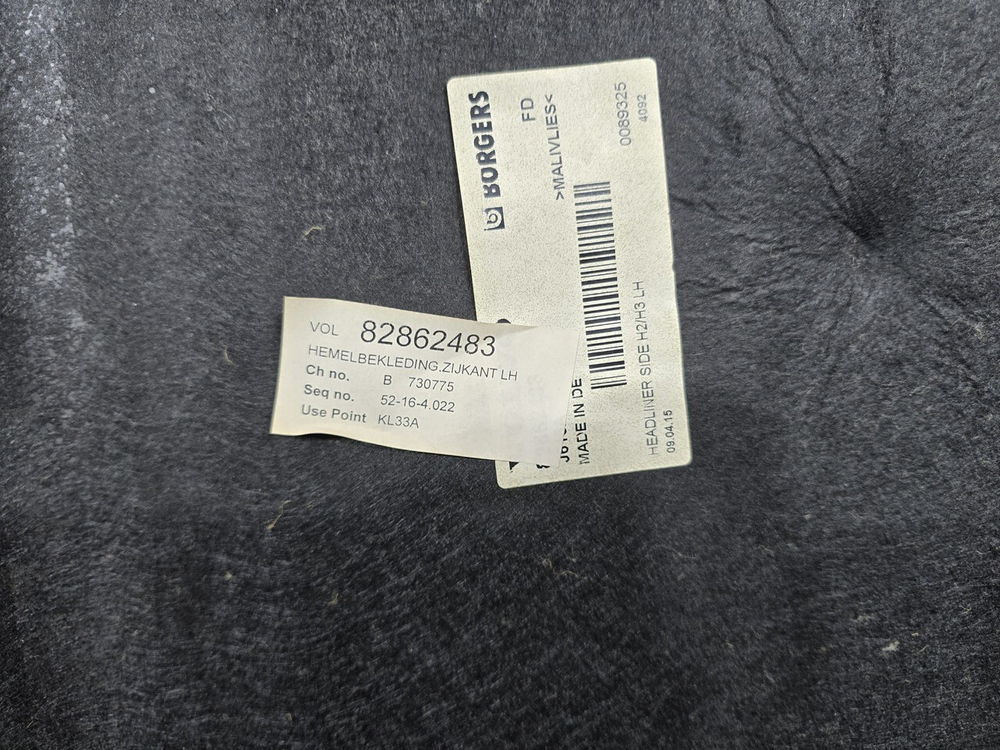 BORGERS
FD
>MALIVLIES<
0089325
4092
MADE IN DE
HEADLINER SIDE H2/H3 LH
09.04.15
VOL 82862483
HEMELBEKLEDING.ZIJKANT LH
Ch no. B 730775
Seq no. 52-16-4.022
Use Point KL33A